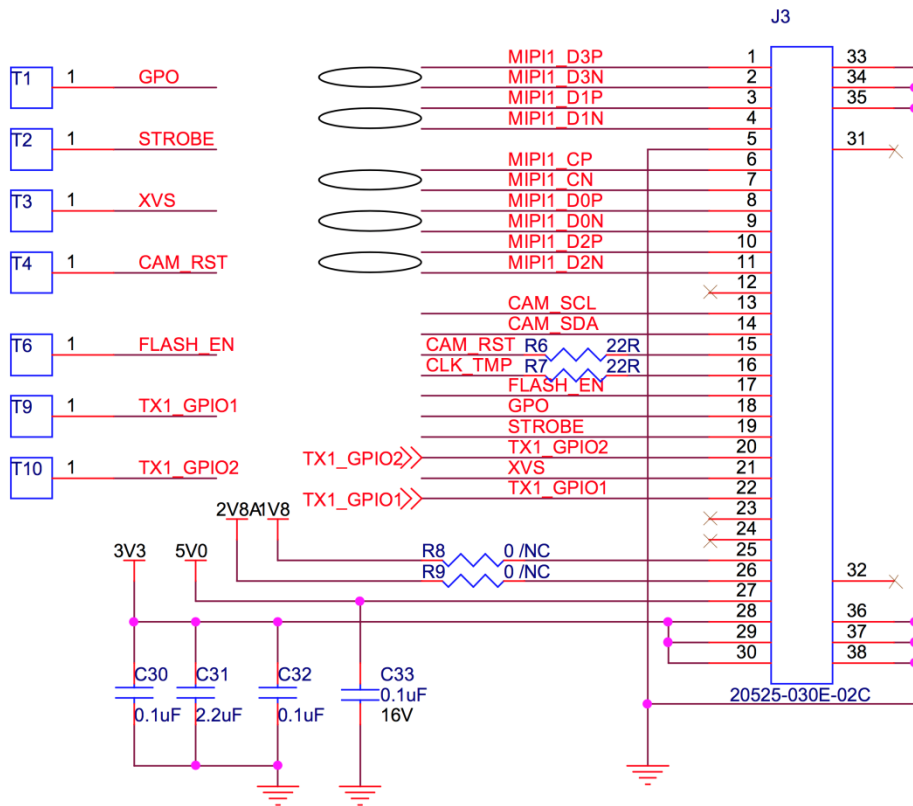 J3
T1 1 GPO
T2 1 STROBE
T3 1 XVS
T4 1 CAM_RST
T6 1 FLASH_EN
T9 1 TX1_GPIO1
T10 1 TX1_GPIO2
MIPI1_D3P 1 33
MIPI1_D3N 2 34
MIPI1_D1P 3 35
MIPI1_D1N 4
5 31
MIPI1_CP 6
MIPI1_CN 7
MIPI1_D0P 8
MIPI1_D0N 9
MIPI1_D2P 10
MIPI1_D2N 11
12
CAM_SCL 13
CAM_SDA 14
CAM_RST R6 22R 15
CLK_TMP R7 22R 16
FLASH_EN 17
GPO 18
STROBE 19
TX1_GPIO2 TX1_GPIO2 20
XVS 21
TX1_GPIO1 TX1_GPIO1 22
2V8A 1V8 23
24
3V3 5V0 R8 0 /NC 25
R9 0 /NC 26 32
27
28 36
29 37
30 38
C30 C31 C32 C33
0.1uF 2.2uF 0.1uF 0.1uF
16V
20525-030E-02C